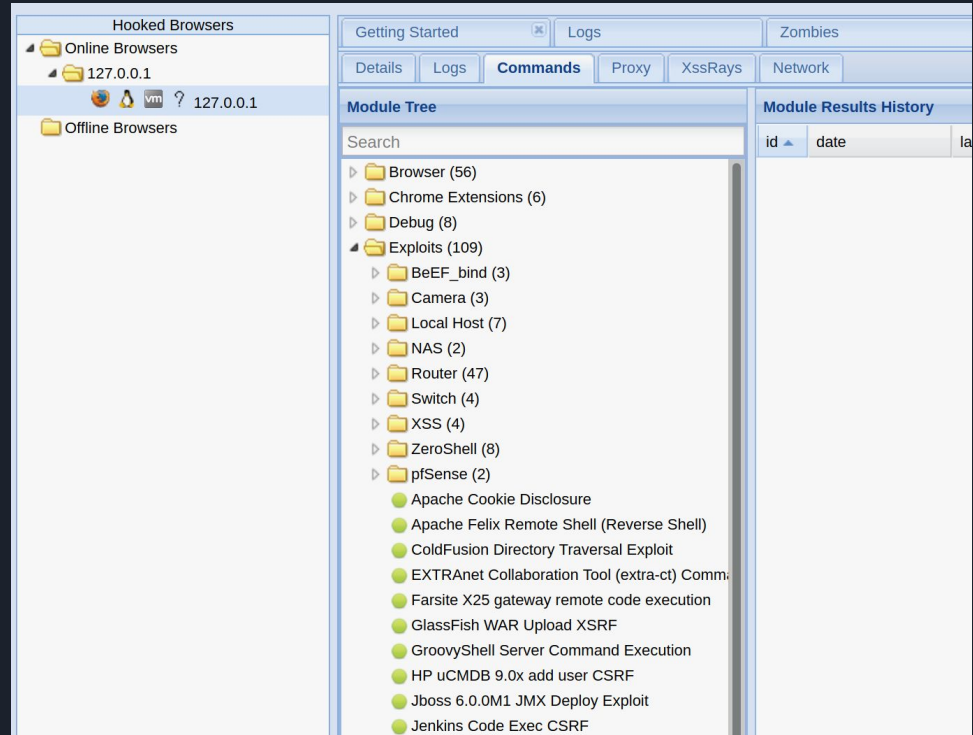 Hooked Browsers
Online Browsers
127.0.0.1
vm ? 127.0.0.1
Offline Browsers
Getting Started
Logs
Zombies
Details
Logs
Commands
Proxy
XssRays
Network
Module Tree
Search
Browser (56)
Chrome Extensions (6)
Debug (8)
Exploits (109)
BeEF_bind (3)
Camera (3)
Local Host (7)
NAS (2)
Router (47)
Switch (4)
XSS (4)
ZeroShell (8)
pfSense (2)
Apache Cookie Disclosure
Apache Felix Remote Shell (Reverse Shell)
ColdFusion Directory Traversal Exploit
EXTRAnet Collaboration Tool (extra-ct) Comm
Farsite X25 gateway remote code execution
GlassFish WAR Upload XSRF
GroovyShell Server Command Execution
HP uCMDB 9.0x add user CSRF
Jboss 6.0.0M1 JMX Deploy Exploit
Jenkins Code Exec CSRF
Module Results History
id
date
la